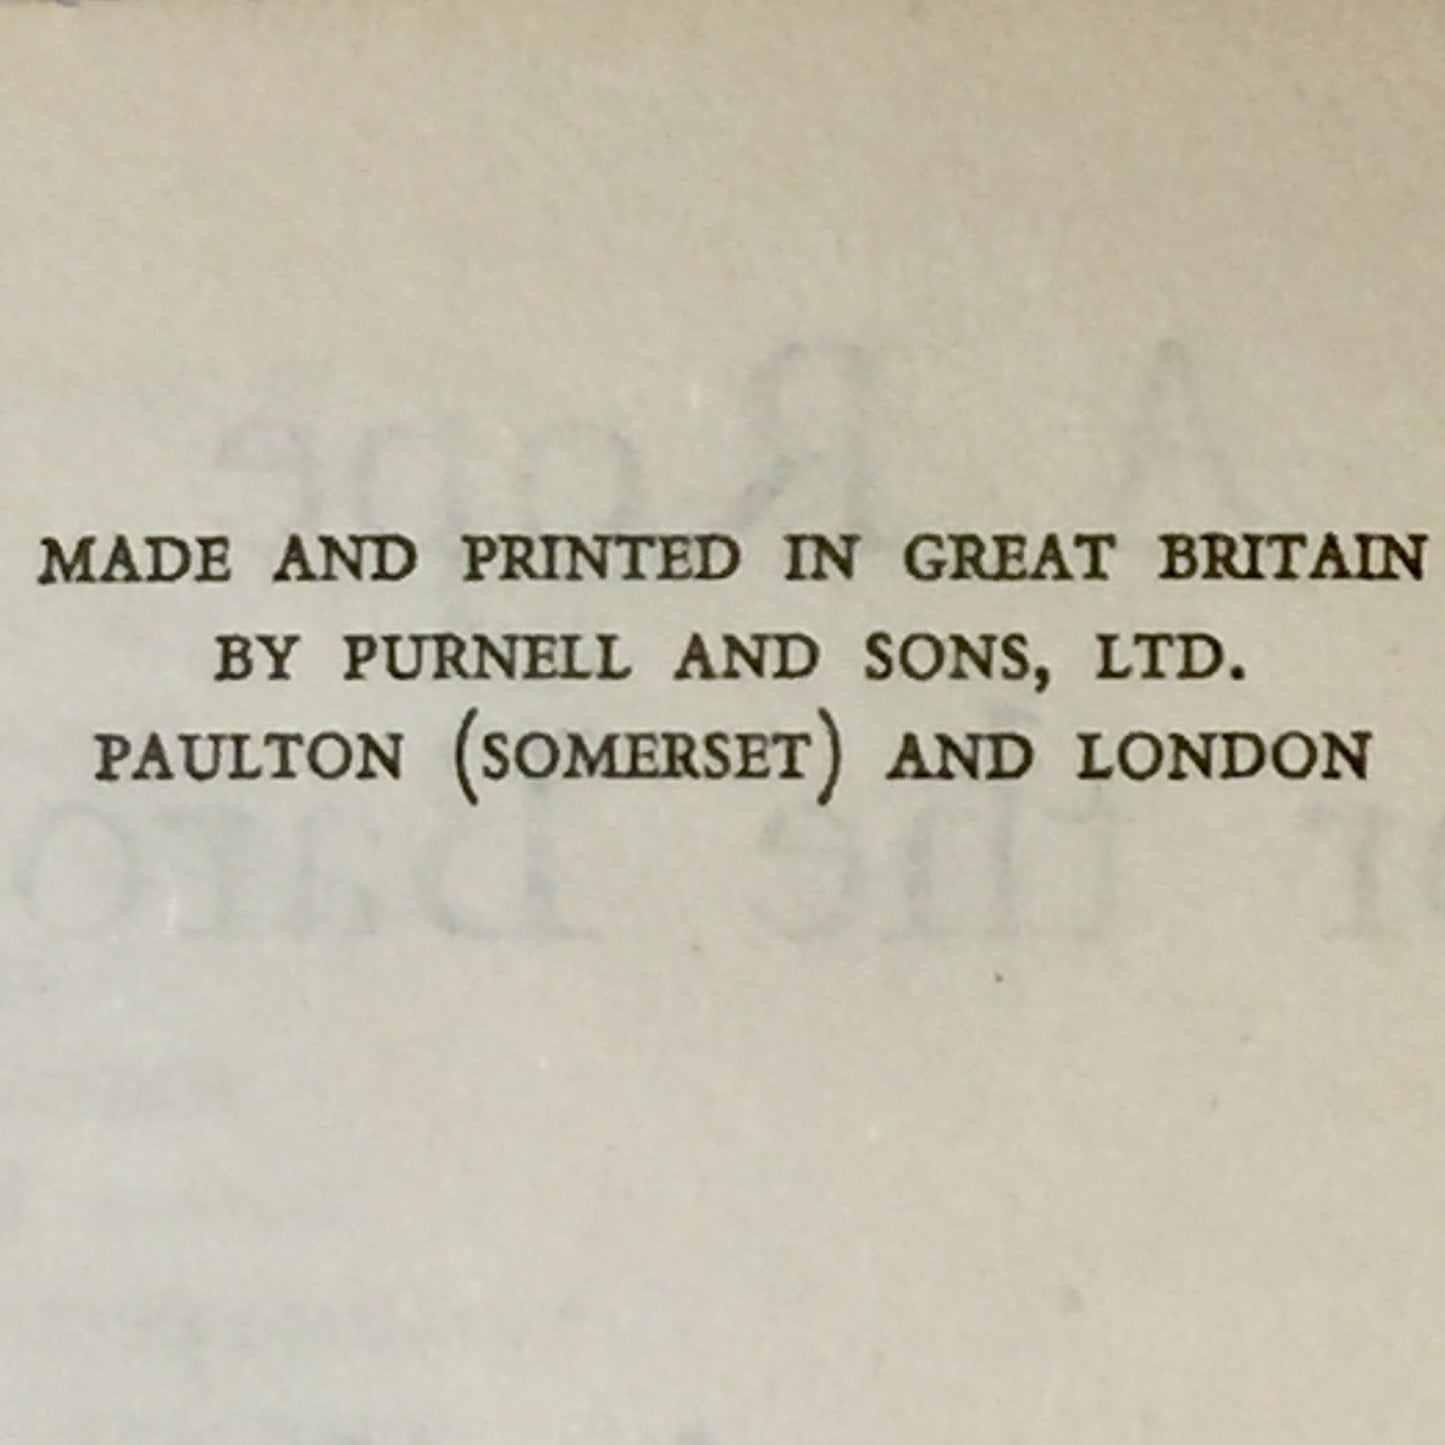 MADE AND PRINTED IN GREAT BRITAIN
BY PURNELL AND SONS, LTD.
PAULTON (SOMERSET) AND LONDON